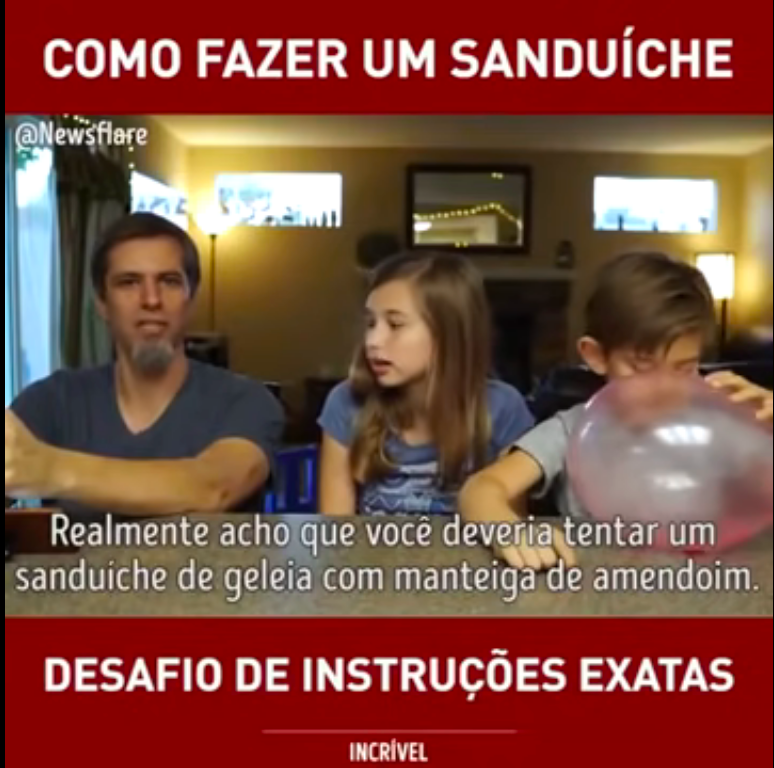 COMO FAZER UM SANDUÍCHE
@Newsflare
Realmente acho que você deveria tentar um
sanduíche de geleia com manteiga de amendoim.
DESAFIO DE INSTRUÇÕES EXATAS
INCRÍVEL